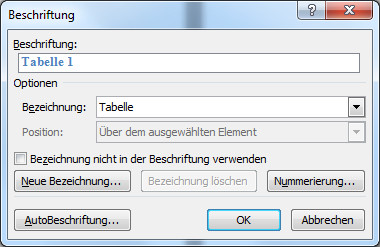 Beschriftung
Beschriftung:
Tabelle 1
Optionen
Bezeichnung: Tabelle
Position: Über dem ausgewählten Element
Bezeichnung nicht in der Beschriftung verwenden
Neue Bezeichnung... Bezeichnung löschen Nummerierung...
AutoBeschriftung... OK Abbrechen